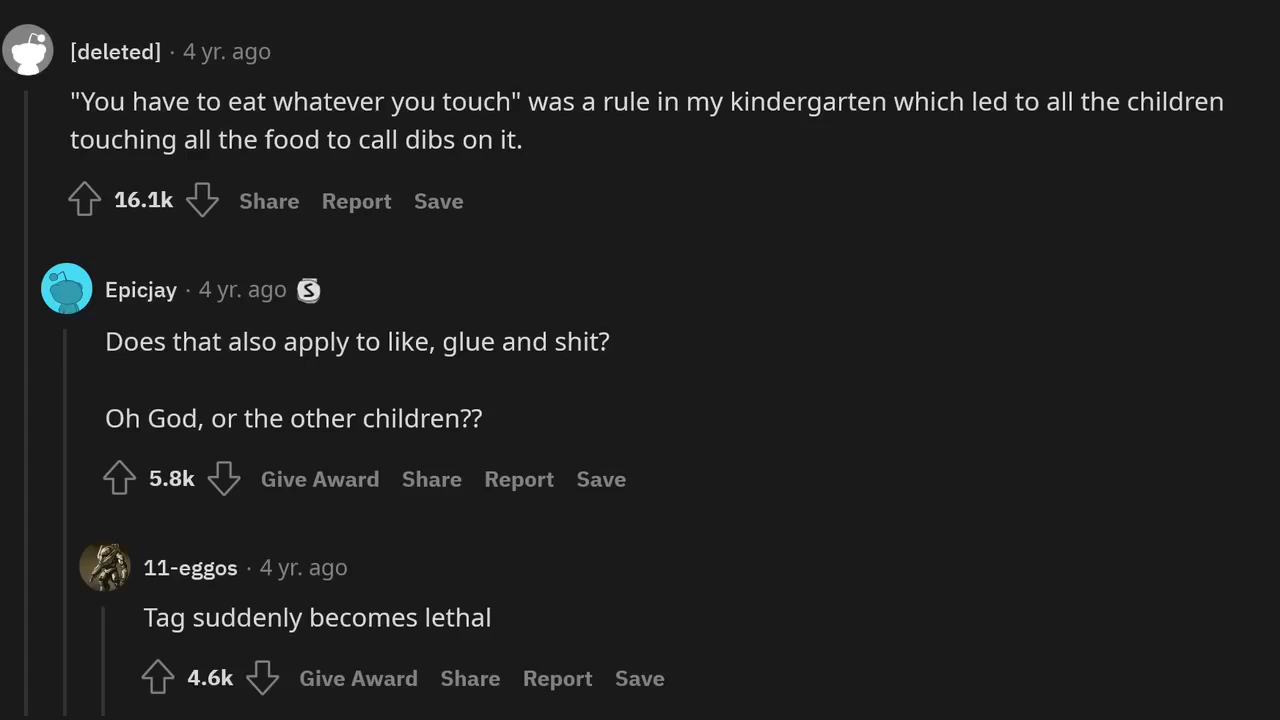 [deleted] · 4 yr. ago
"You have to eat whatever you touch" was a rule in my kindergarten which led to all the children
touching all the food to call dibs on it.
16.1k Share Report Save
Epicjay · 4 yr. ago S
Does that also apply to like, glue and shit?
Oh God, or the other children??
5.8k Give Award Share Report Save
11-eggos · 4 yr. ago
Tag suddenly becomes lethal
4.6k Give Award Share Report Save